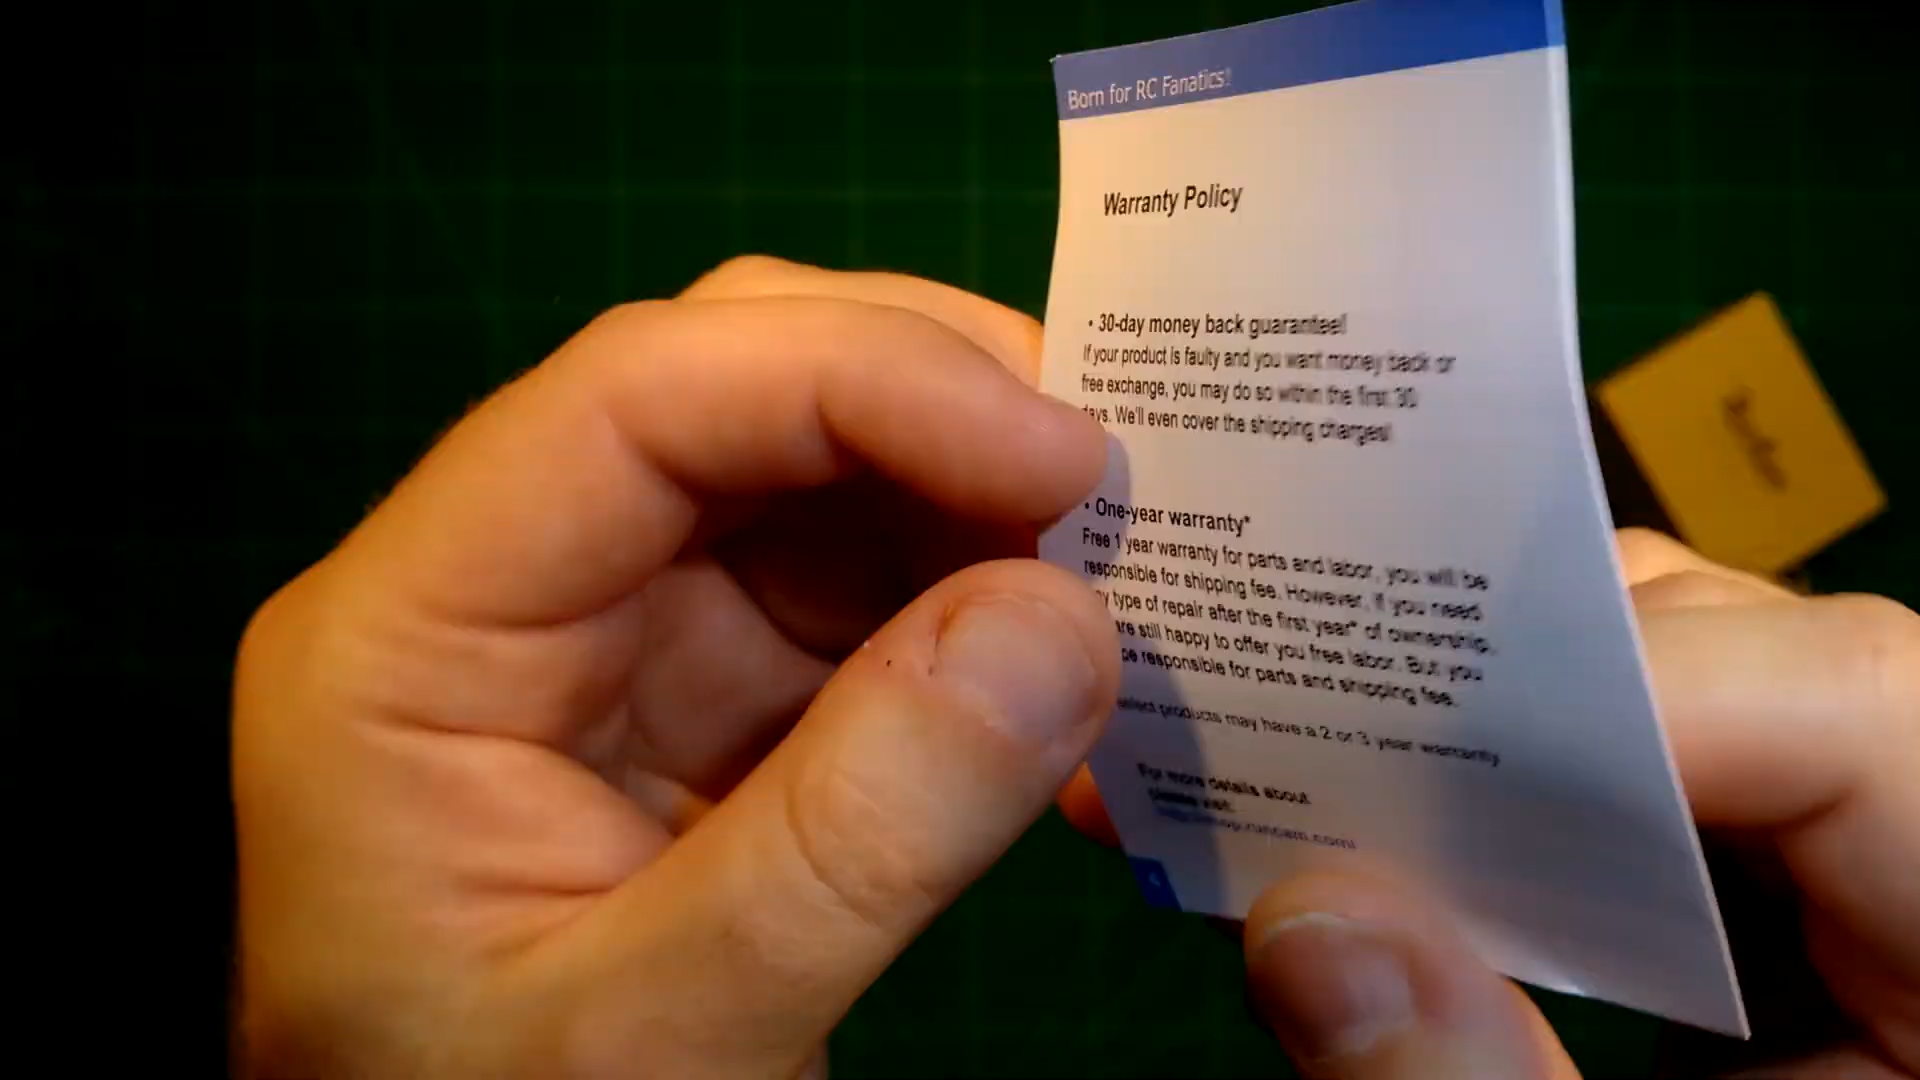 Born for RC Fanatics!
Warranty Policy
• 30-day money back guarantee!
If your product is faulty and you want money back or
free exchange, you may do so within the first 30
days. We'll even cover the shipping charges!
• One-year warranty*
Free 1 year warranty for parts and labor, you will be
responsible for shipping fee. However, if you need
type of repair after the first year* of ownership,
are still happy to offer you free labor. But you
be responsible for parts and shipping fee.
select products may have a 2 or 3 year warranty
For more details about
please visit:
http://shop.runcam.com/
4